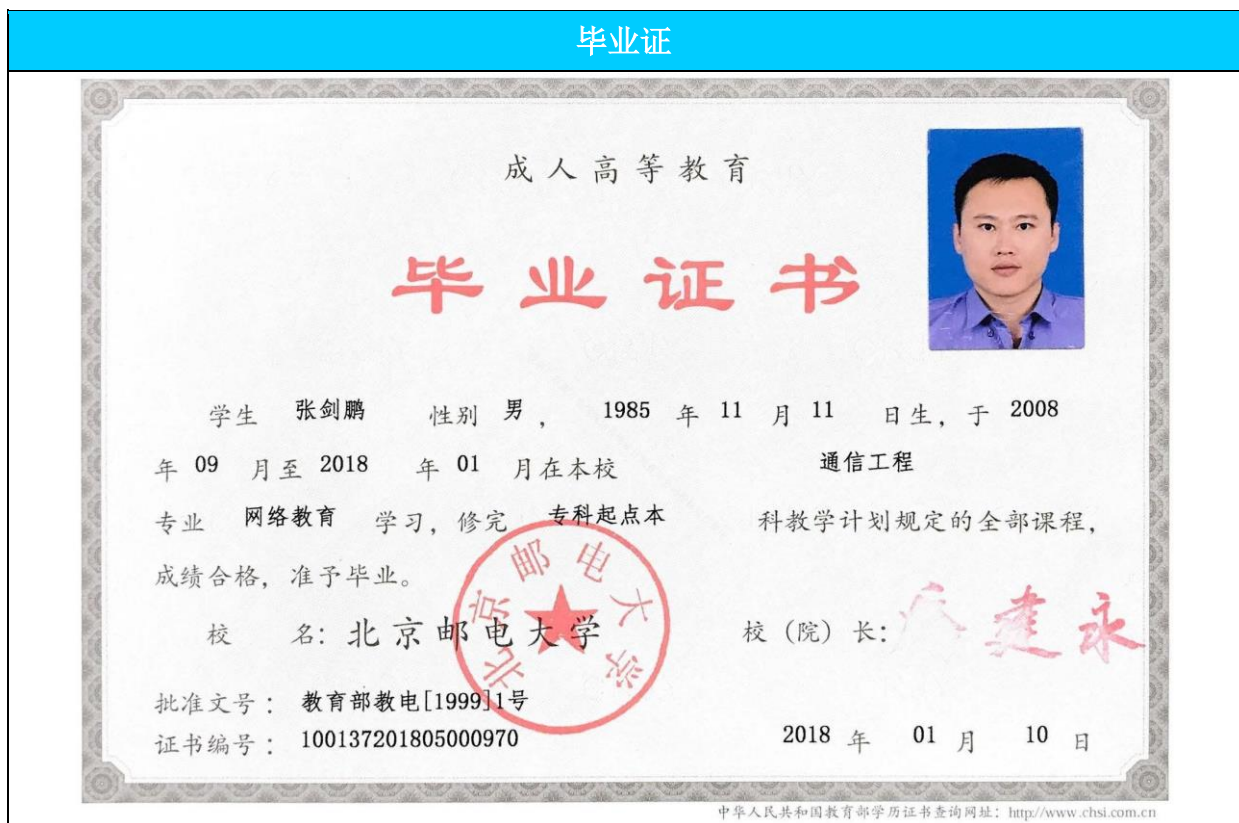 毕业证
成人高等教育
毕业证书
学生 张剑鹏 性别 男 , 1985 年 11 月 11 日生, 于 2008
年 09 月至 2018 年 01 月在本校 通信工程
专业 网络教育 学习, 修完 专科起点本 科教学计划规定的全部课程,
成绩合格, 准予毕业。
校 名: 北京邮电大学 校 (院) 长:
北京邮电大学
批准文号: 教育部教电[1999]1号
证书编号: 100137201805000970 2018 年 01 月 10 日
中华人民共和国教育部学历证书查询网址: http://www.chsi.com.cn